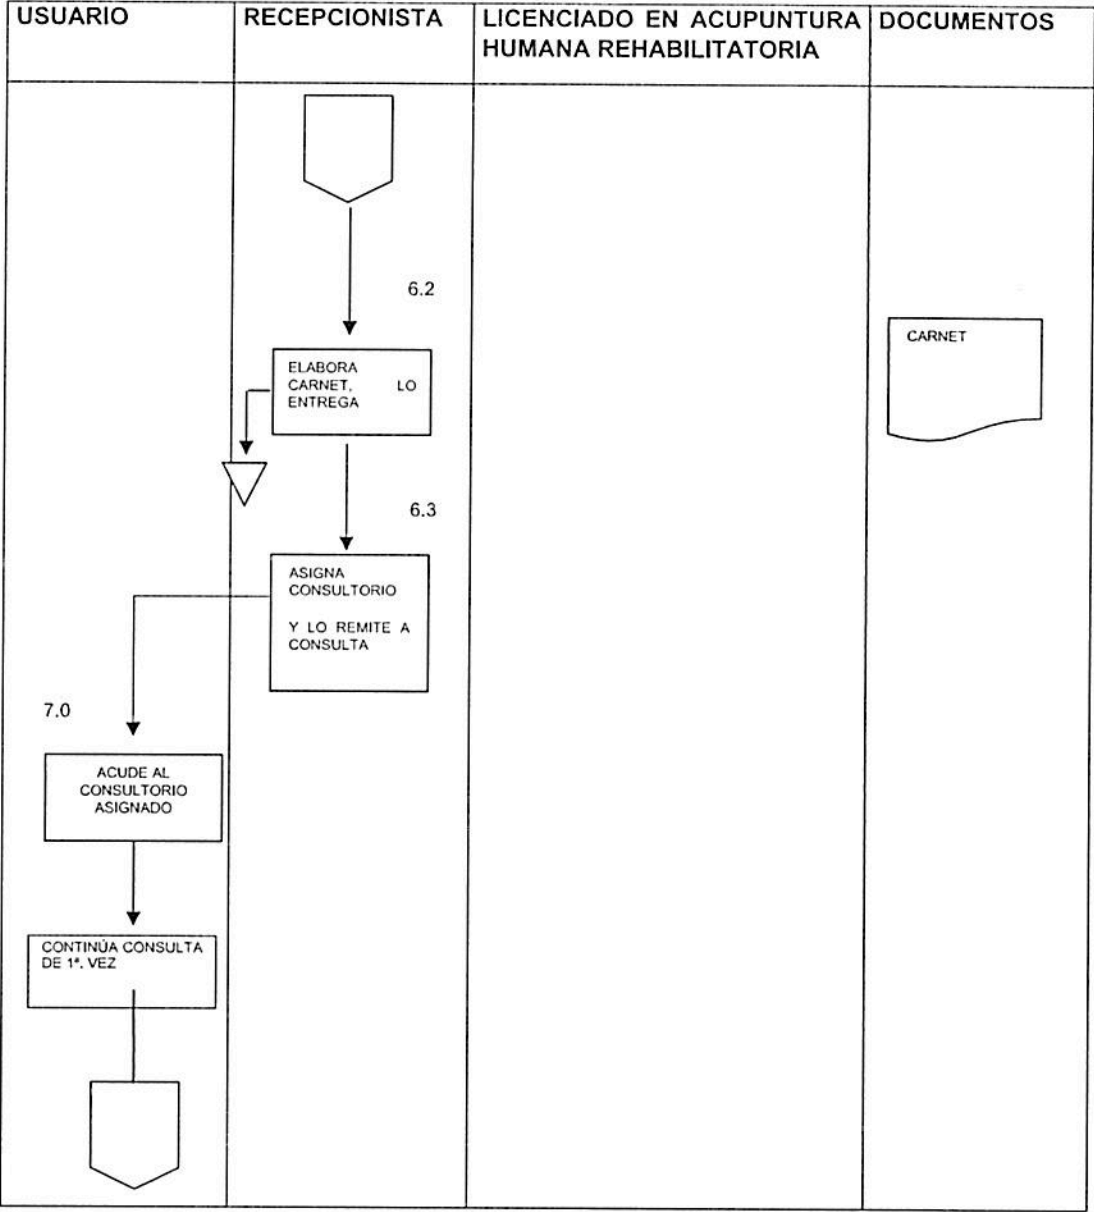 USUARIO
RECEPCIONISTA
LICENCIADO EN ACUPUNTURA
HUMANA REHABILITATORIA
DOCUMENTOS
6.2
CARNET
ELABORA
CARNET, LO
ENTREGA
6.3
ASIGNA
CONSULTORIO
Y LO REMITE A
CONSULTA
7.0
ACUDE AL
CONSULTORIO
ASIGNADO
CONTINÚA CONSULTA
DE 1ª. VEZ